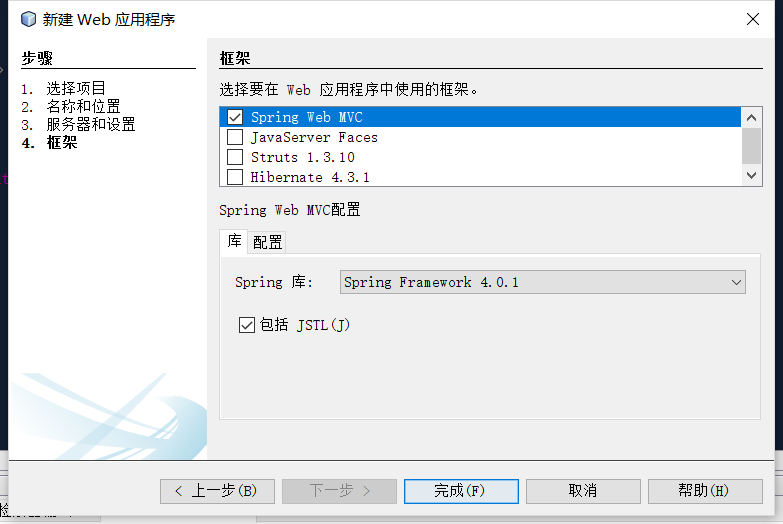 新建 Web 应用程序
步骤
1. 选择项目
2. 名称和位置
3. 服务器和设置
4. 框架
框架
选择要在 Web 应用程序中使用的框架。
Spring Web MVC
JavaServer Faces
Struts 1.3.10
Hibernate 4.3.1
Spring Web MVC配置
库 配置
Spring 库: Spring Framework 4.0.1
包括 JSTL(J)
< 上一步(B) 下一步 > 完成(F) 取消 帮助(H)